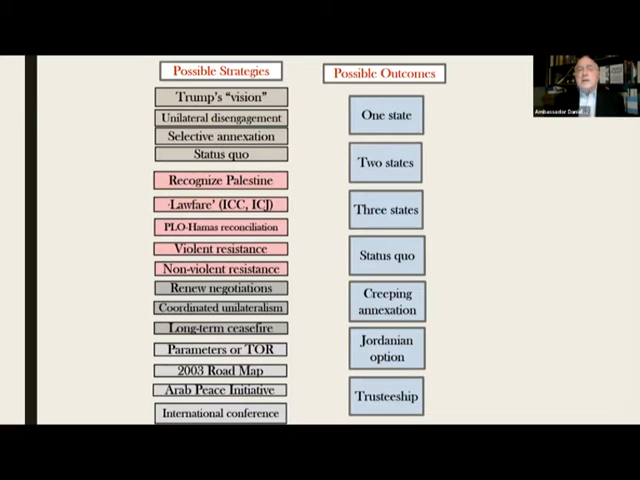 Possible Strategies
Trump's "vision"
Unilateral disengagement
Selective annexation
Status quo
Recognize Palestine
'Lawfare' (ICC, ICJ)
PLO-Hamas reconciliation
Violent resistance
Non-violent resistance
Renew negotiations
Coordinated unilateralism
Long-term ceasefire
Parameters or TOR
2003 Road Map
Arab Peace Initiative
International conference
Possible Outcomes
One state
Two states
Three states
Status quo
Creeping
annexation
Jordanian
option
Trusteeship
Ambassador Daniel